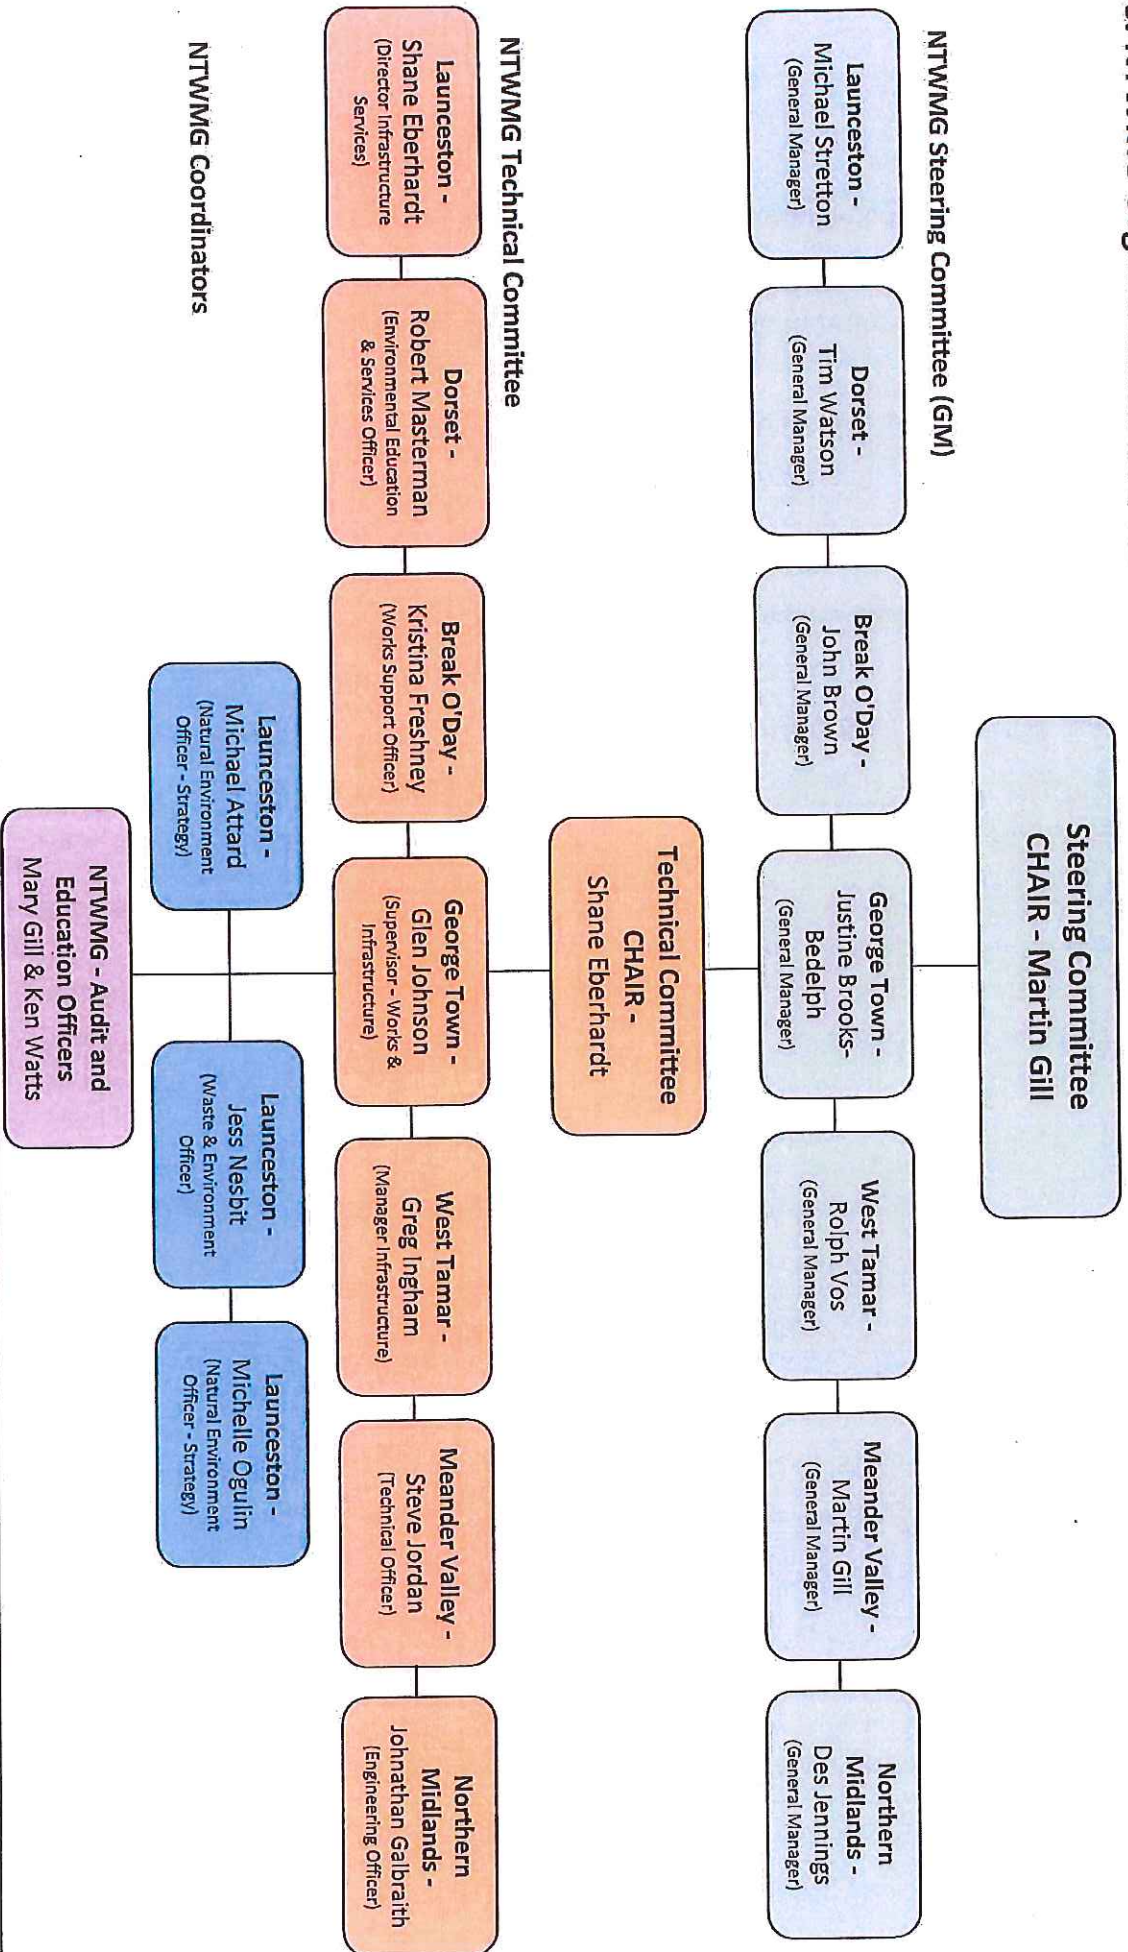 Steering Committee
CHAIR - Martin Gill
NTWMG Steering Committee (GM)
Launceston -
Michael Stretton
(General Manager)
Dorset -
Tim Watson
(General Manager)
Break O'Day -
John Brown
(General Manager)
George Town -
Justine Brooks-
Bedelph
(General Manager)
West Tamar -
Rolph Vos
(General Manager)
Meander Valley -
Martin Gill
(General Manager)
Northern
Midlands -
Des Jennings
(General Manager)
Technical Committee
CHAIR -
Shane Eberhardt
NTWMG Technical Committee
Launceston -
Shane Eberhardt
(Director Infrastructure
Services)
Dorset -
Robert Masterman
(Environmental Education
& Services Officer)
Break O'Day -
Kristina Freshney
(Works Support Officer)
George Town -
Glen Johnson
(Supervisor - Works &
Infrastructure)
West Tamar -
Greg Ingham
(Manager Infrastructure)
Meander Valley -
Steve Jordan
(Technical Officer)
Northern
Midlands -
Johnathan Galbraith
(Engineering Officer)
NTWMG Coordinators
Launceston -
Michael Attard
(Natural Environment
Officer - Strategy)
Launceston -
Jess Nesbit
(Waste & Environment
Officer)
Launceston -
Michelle Ogulin
(Natural Environment
Officer - Strategy)
NTWMG - Audit and
Education Officers
Mary Gill & Ken Watts